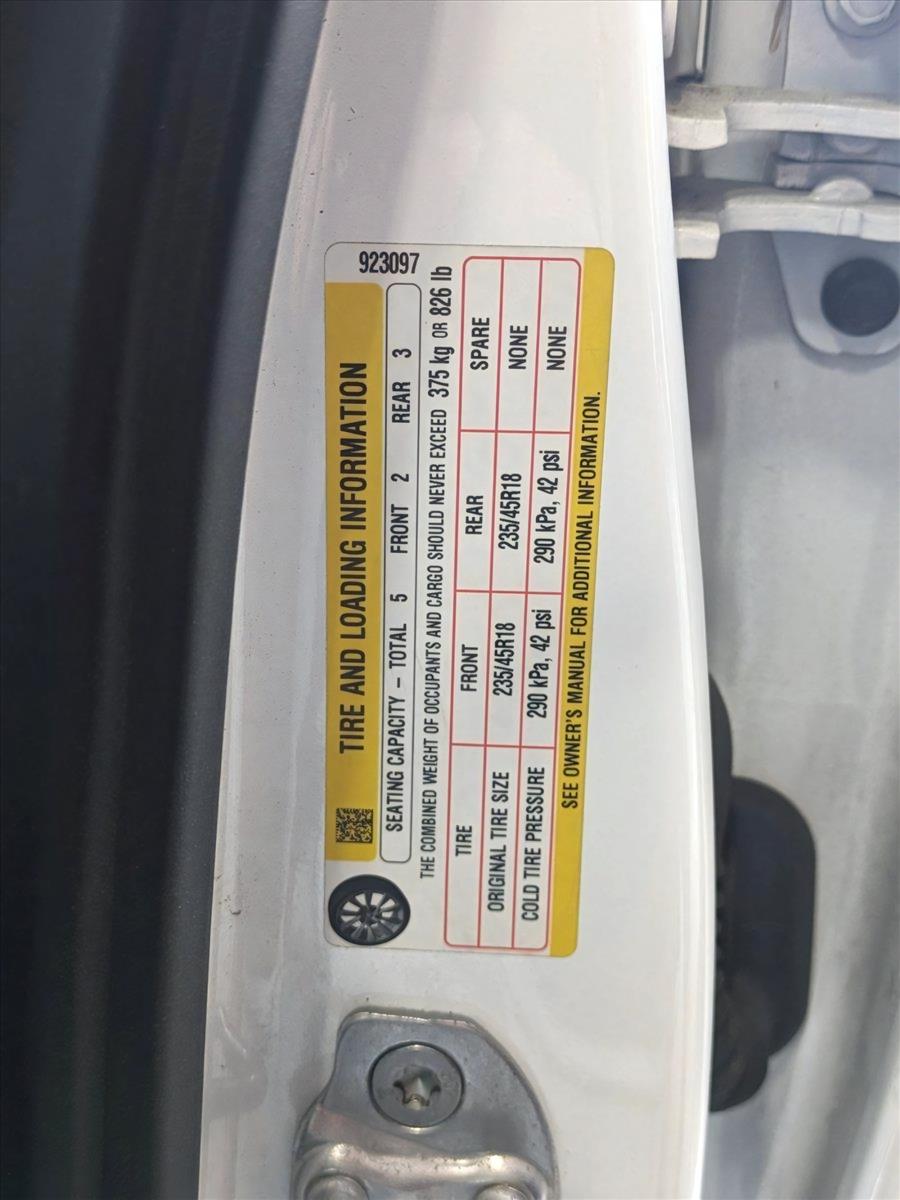 923097
TIRE AND LOADING INFORMATION
SEATING CAPACITY – TOTAL 5 FRONT 2 REAR 3
THE COMBINED WEIGHT OF OCCUPANTS AND CARGO SHOULD NEVER EXCEED 375 kg OR 826 lb
TIRE FRONT REAR SPARE
ORIGINAL TIRE SIZE 235/45R18 235/45R18 NONE
COLD TIRE PRESSURE 290 kPa, 42 psi 290 kPa, 42 psi NONE
SEE OWNER'S MANUAL FOR ADDITIONAL INFORMATION.